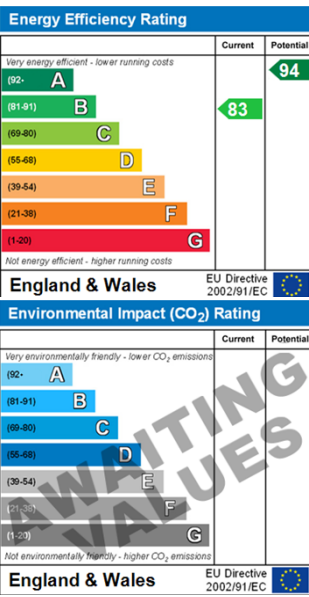 Energy Efficiency Rating
Current Potential
Very energy efficient - lower running costs
(92- A
94
(81-91) B
83
(69-80) C
(55-68) D
(39-54) E
(21-38) F
(1-20) G
Not energy efficient - higher running costs
England & Wales
EU Directive
2002/91/EC
Environmental Impact (CO2) Rating
Current Potential
Very environmentally friendly - lower CO2 emissions
(92- A
(81-91) B
(69-80) C
(55-68) D
(39-54) E
(21-38) F
(1-20) G
AWAITING
VALUES
Not environmentally friendly - higher CO2 emissions
England & Wales
EU Directive
2002/91/EC